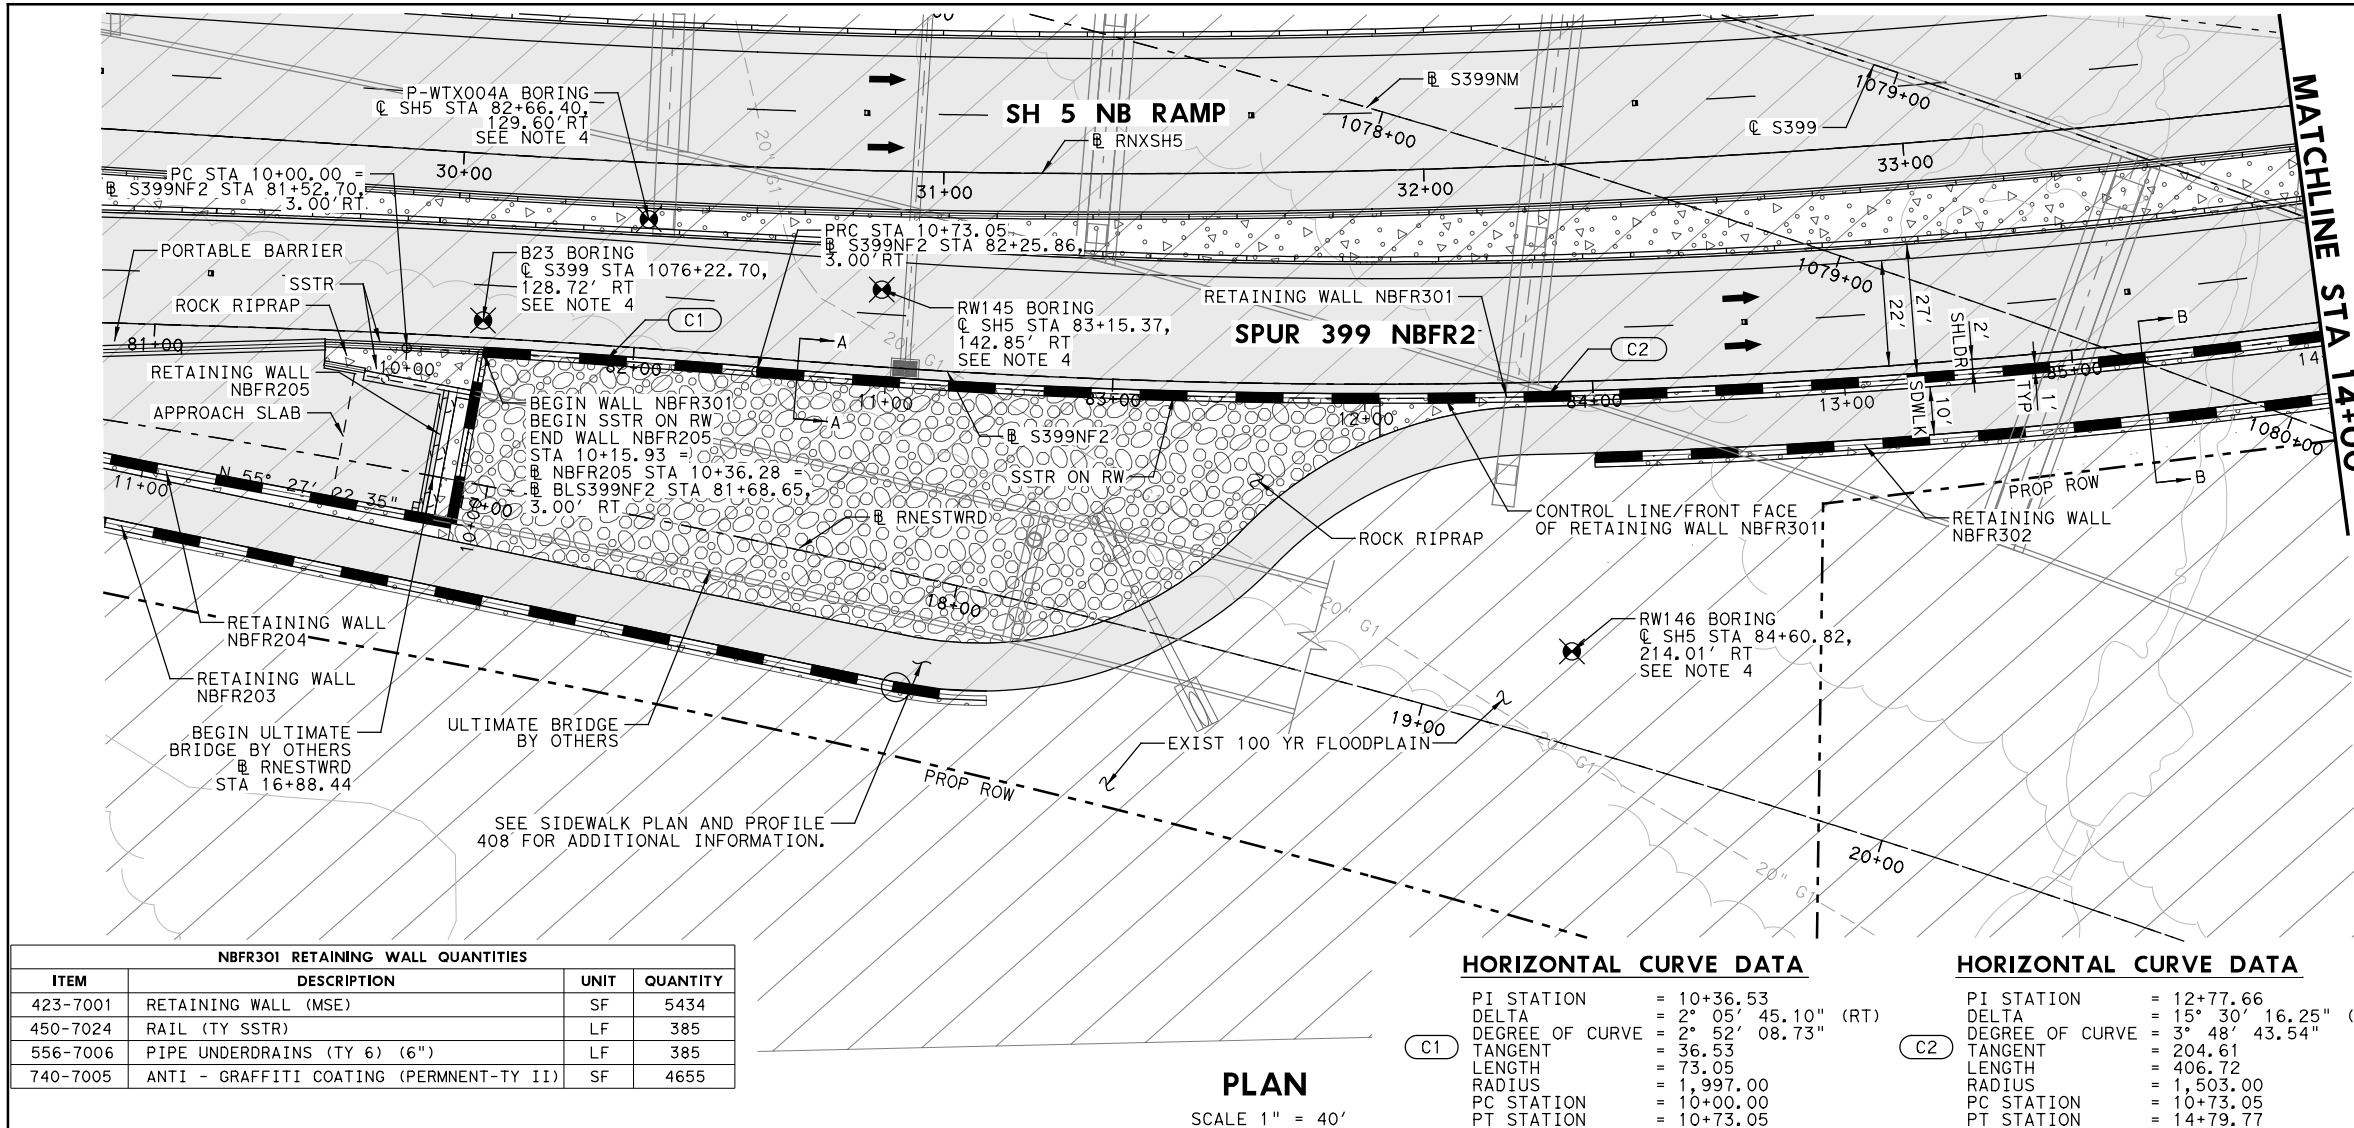 P-WTX004A BORING
℄ SH5 STA 82+66.40,
129.60'RT
SEE NOTE 4
PC STA 10+00.00 =
B̶L S399NF2 STA 81+52.70,
3.00'RT
30+00
SH 5 NB RAMP
B̶L RNXSH5
31+00
32+00
33+00
B̶L S399NM
1078+00
1079+00
℄ S399
MATCHLINE STA 14+00
PORTABLE BARRIER
SSTR
ROCK RIPRAP
B23 BORING
℄ S399 STA 1076+22.70,
128.72' RT
SEE NOTE 4
C1
20" G1
PRC STA 10+73.05
B̶L S399NF2 STA 82+25.86,
3.00'RT
RW145 BORING
℄ SH5 STA 83+15.37,
142.85' RT
SEE NOTE 4
20" G1
RETAINING WALL NBFR301
SPUR 399 NBFR2
C2
1079+00
22'
27'
2'
SHLDR
B
81+00
10+00
82+00
A
11+00
83+00
12+00
84+00
13+00
85+00
14
RETAINING WALL
NBFR205
APPROACH SLAB
BEGIN WALL NBFR301
BEGIN SSTR ON RW
END WALL NBFR205
STA 10+15.93 =
B̶L NBFR205 STA 10+36.28 =
B̶L BLS399NF2 STA 81+68.65,
3.00' RT
A
B̶L S399NF2
SSTR ON RW
SDWLK
10'
TYP
1'
1080+00
B
PROP ROW
11+00
N 55° 27' 22.35" E
B̶L RNESTWRD
ROCK RIPRAP
CONTROL LINE/FRONT FACE
OF RETAINING WALL NBFR301
RETAINING WALL
NBFR302
18+00
20" G1
RETAINING WALL
NBFR204
RETAINING WALL
NBFR203
BEGIN ULTIMATE
BRIDGE BY OTHERS
B̶L RNESTWRD
STA 16+88.44
ULTIMATE BRIDGE
BY OTHERS
RW146 BORING
℄ SH5 STA 84+60.82,
214.01' RT
SEE NOTE 4
19+00
EXIST 100 YR FLOODPLAIN
20" G1
PROP ROW
SEE SIDEWALK PLAN AND PROFILE
408 FOR ADDITIONAL INFORMATION.
20" G1
20+00
NBFR301 RETAINING WALL QUANTITIES
ITEM DESCRIPTION UNIT QUANTITY
423-7001 RETAINING WALL (MSE) SF 5434
450-7024 RAIL (TY SSTR) LF 385
556-7006 PIPE UNDERDRAINS (TY 6) (6") LF 385
740-7005 ANTI - GRAFFITI COATING (PERMNENT-TY II) SF 4655
PLAN
SCALE 1" = 40'
HORIZONTAL CURVE DATA
C1
PI STATION = 10+36.53
DELTA = 2° 05' 45.10" (RT)
DEGREE OF CURVE = 2° 52' 08.73"
TANGENT = 36.53
LENGTH = 73.05
RADIUS = 1,997.00
PC STATION = 10+00.00
PT STATION = 10+73.05
HORIZONTAL CURVE DATA
C2
PI STATION = 12+77.66
DELTA = 15° 30' 16.25" (
DEGREE OF CURVE = 3° 48' 43.54"
TANGENT = 204.61
LENGTH = 406.72
RADIUS = 1,503.00
PC STATION = 10+73.05
PT STATION = 14+79.77